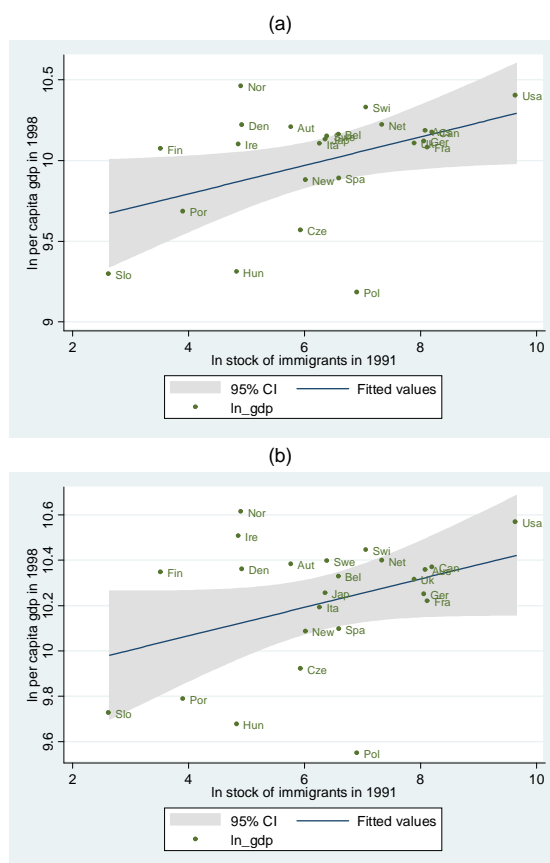 (a)
ln per capita gdp in 1998
10.5
10
9.5
9
Nor
Usa
Swi
Den
Aut
Net
Bel
Can
Fin
Ire
Ita
Ger
Fra
New
Spa
Por
Cze
Slo
Hun
Pol
2 4 6 8 10
ln stock of immigrants in 1991
95% CI Fitted values
ln_gdp
(b)
ln per capita gdp in 1998
10.6
10.4
10.2
10
9.8
9.6
Nor
Usa
Ire
Swi
Swe
Net
Aut
Den
Fin
Can
Aus
Bel
Uk
Jap
Ger
Fra
Ita
New
Spa
Cze
Por
Slo
Hun
Pol
2 4 6 8 10
ln stock of immigrants in 1991
95% CI Fitted values
ln_gdp